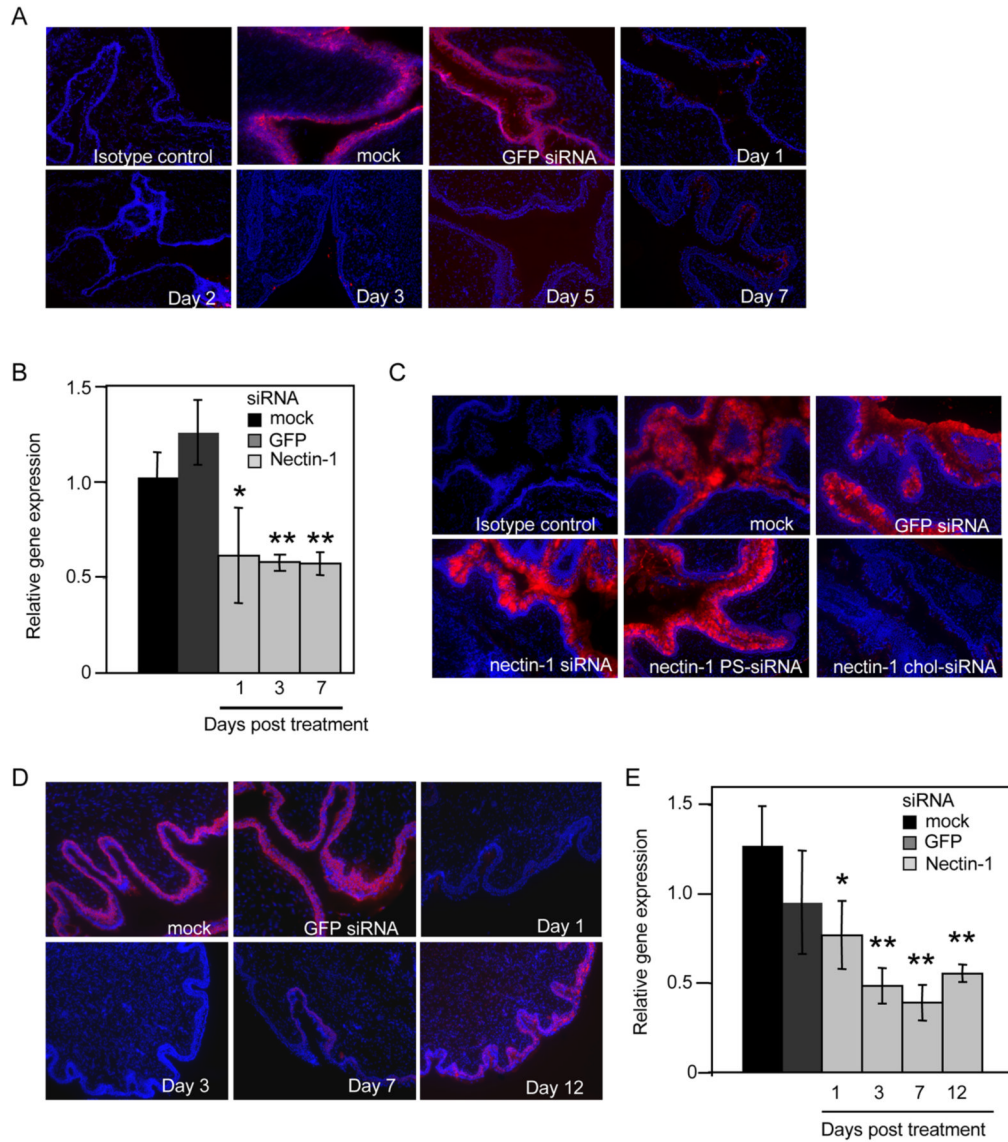 A
Isotype control
mock
GFP siRNA
Day 1
Day 2
Day 3
Day 5
Day 7
B
1.5
1.0
0.5
0
Relative gene expression
siRNA
mock
GFP
Nectin-1
*
**
**
1 3 7
Days post treatment
C
Isotype control
mock
GFP siRNA
nectin-1 siRNA
nectin-1 PS-siRNA
nectin-1 chol-siRNA
D
mock
GFP siRNA
Day 1
Day 3
Day 7
Day 12
E
1.5
1.0
0.5
0
Relative gene expression
siRNA
mock
GFP
Nectin-1
*
**
**
**
1 3 7 12
Days post treatment